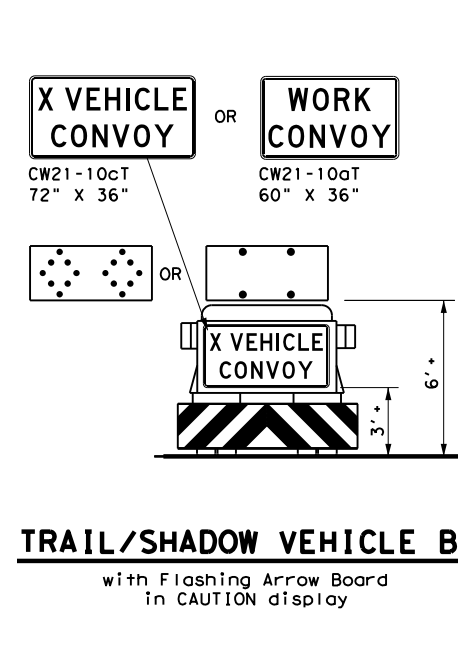 X VEHICLE
CONVOY
OR
WORK
CONVOY
CW21-10cT
72" X 36"
CW21-10aT
60" X 36"
OR
X VEHICLE
CONVOY
6'+
3'+
TRAIL/SHADOW VEHICLE B
with Flashing Arrow Board
in CAUTION display